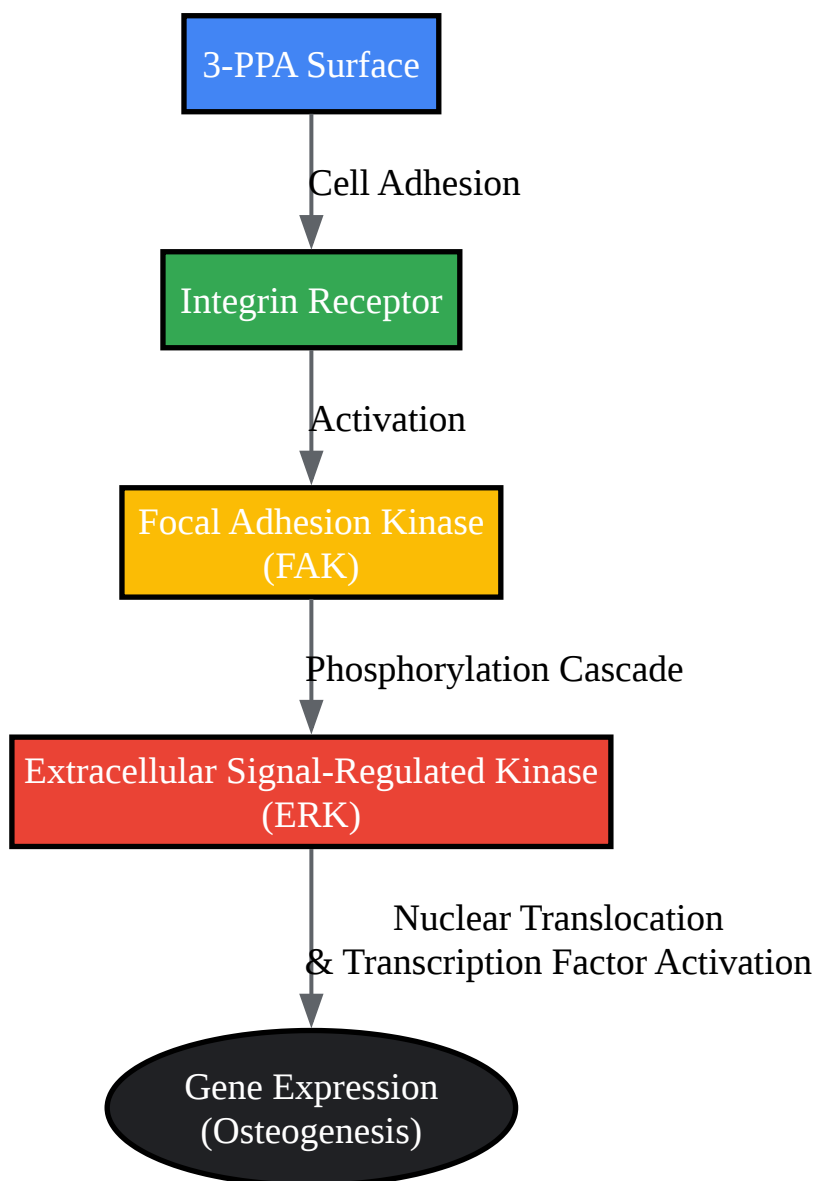 3-PPA Surface
Cell Adhesion
Integrin Receptor
Activation
Focal Adhesion Kinase
(FAK)
Phosphorylation Cascade
Extracellular Signal-Regulated Kinase
(ERK)
Nuclear Translocation
& Transcription Factor Activation
Gene Expression
(Osteogenesis)